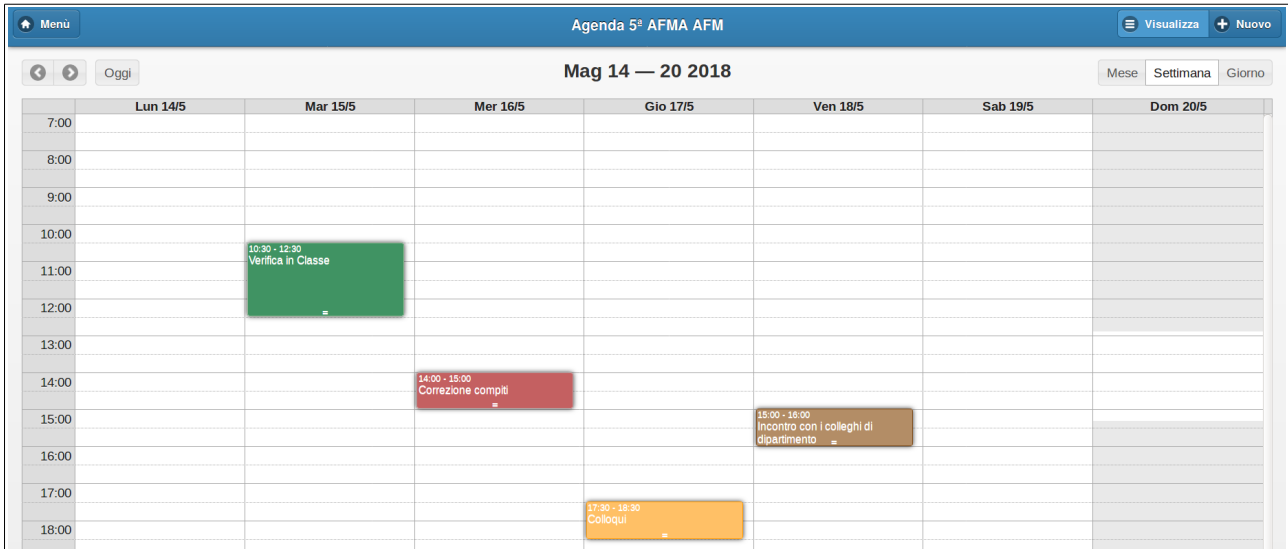 Menù Agenda 5ª AFMA AFM Visualizza Nuovo
Oggi Mag 14 — 20 2018 Mese Settimana Giorno
Lun 14/5 Mar 15/5 Mer 16/5 Gio 17/5 Ven 18/5 Sab 19/5 Dom 20/5
7:00
8:00
9:00
10:00
10:30 - 12:30
Verifica in Classe
11:00
12:00
13:00
14:00
14:00 - 15:00
Correzione compiti
15:00
15:00 - 16:00
Incontro con i colleghi di
dipartimento
16:00
17:00
17:30 - 18:30
Colloqui
18:00